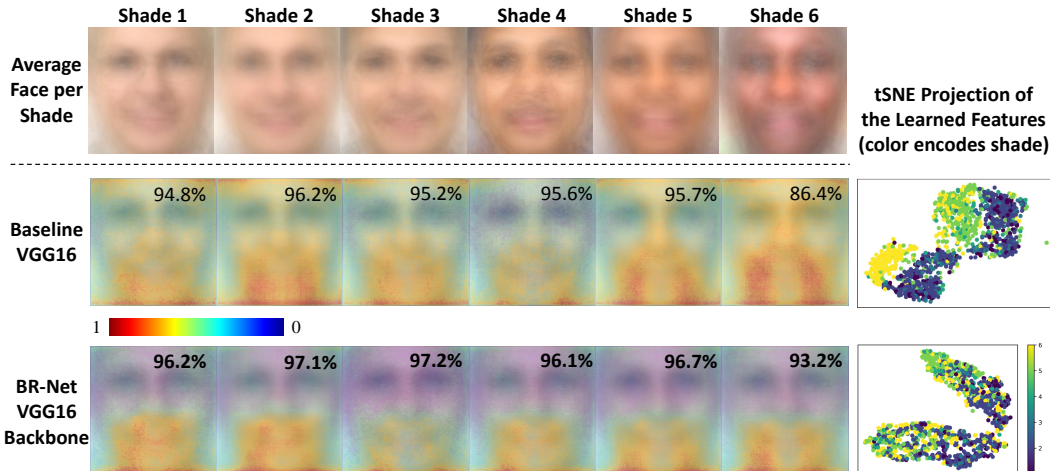 Shade 1 Shade 2 Shade 3 Shade 4 Shade 5 Shade 6
Average
Face per
Shade
tSNE Projection of
the Learned Features
(color encodes shade)
94.8% 96.2% 95.2% 95.6% 95.7% 86.4%
Baseline
VGG16
1 0
96.2% 97.1% 97.2% 96.1% 96.7% 93.2%
BR-Net
VGG16
Backbone
6
5
4
3
2